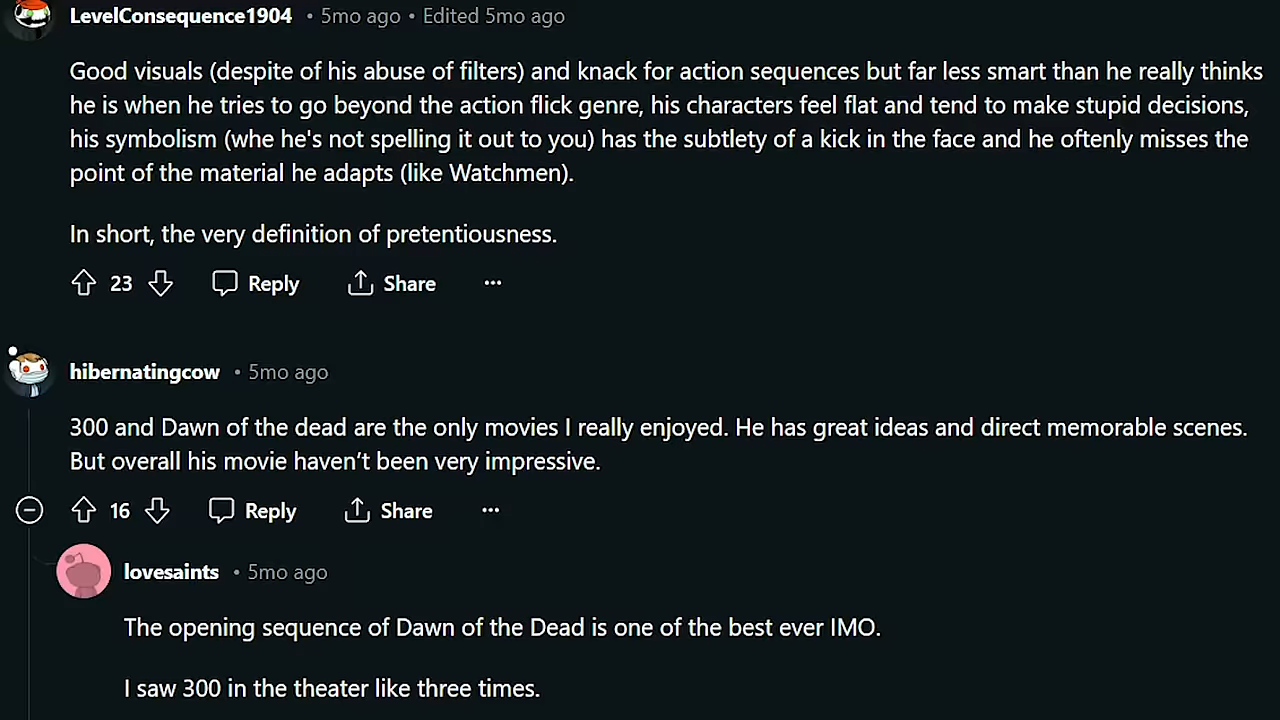 LevelConsequence1904 • 5mo ago • Edited 5mo ago
Good visuals (despite of his abuse of filters) and knack for action sequences but far less smart than he really thinks
he is when he tries to go beyond the action flick genre, his characters feel flat and tend to make stupid decisions,
his symbolism (whe he's not spelling it out to you) has the subtlety of a kick in the face and he oftenly misses the
point of the material he adapts (like Watchmen).
In short, the very definition of pretentiousness.
23 Reply Share ...
hibernatingcow • 5mo ago
300 and Dawn of the dead are the only movies I really enjoyed. He has great ideas and direct memorable scenes.
But overall his movie haven’t been very impressive.
16 Reply Share ...
lovesaints • 5mo ago
The opening sequence of Dawn of the Dead is one of the best ever IMO.
I saw 300 in the theater like three times.